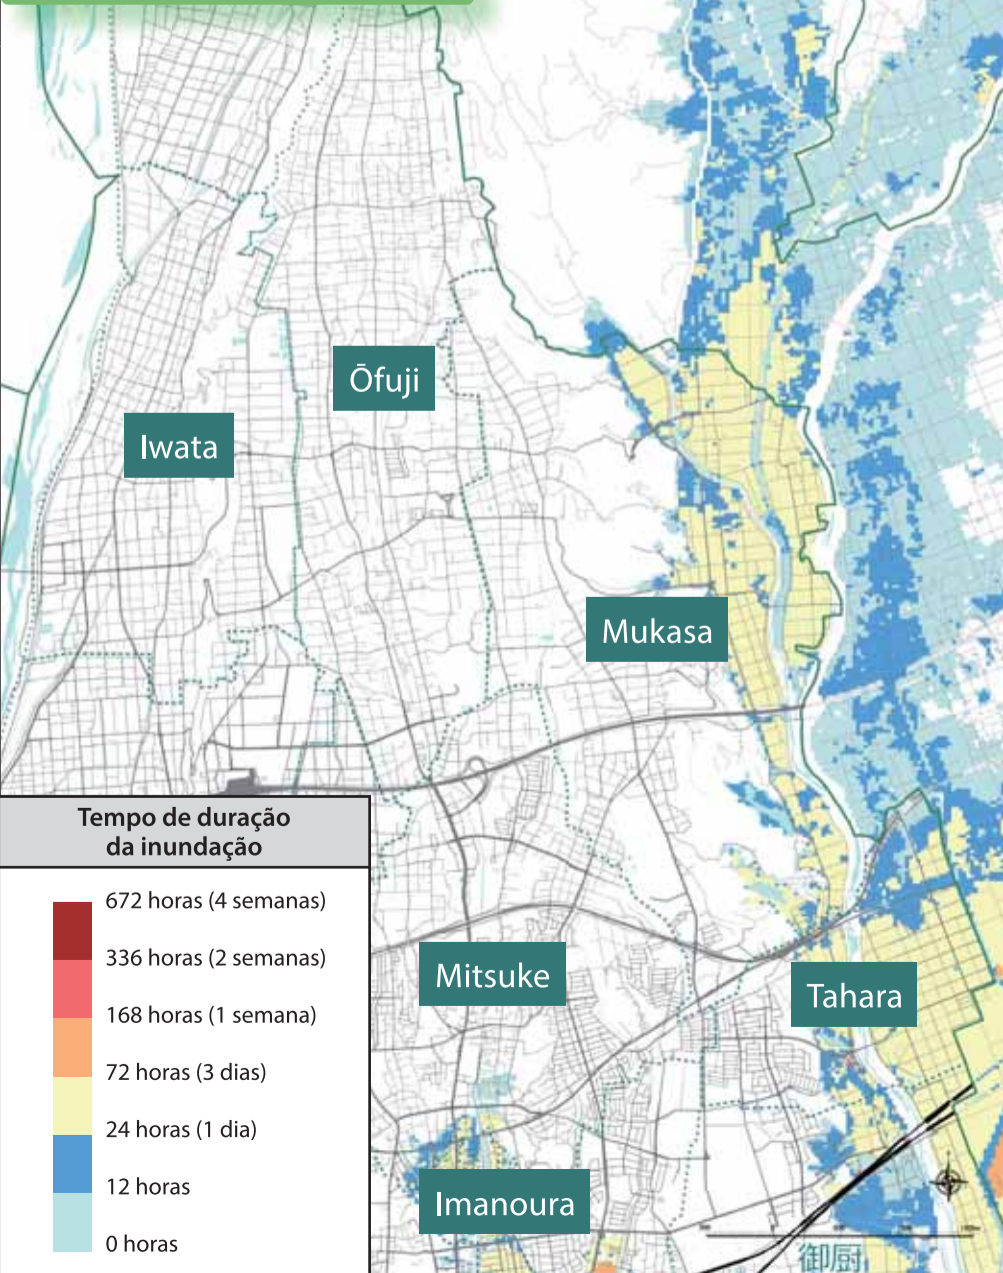 Ōfuji
Iwata
Mukasa
Tempo de duração
da inundação
672 horas (4 semanas)
336 horas (2 semanas)
168 horas (1 semana)
72 horas (3 dias)
24 horas (1 dia)
12 horas
0 horas
Mitsuke
Tahara
Imanoura
御厨